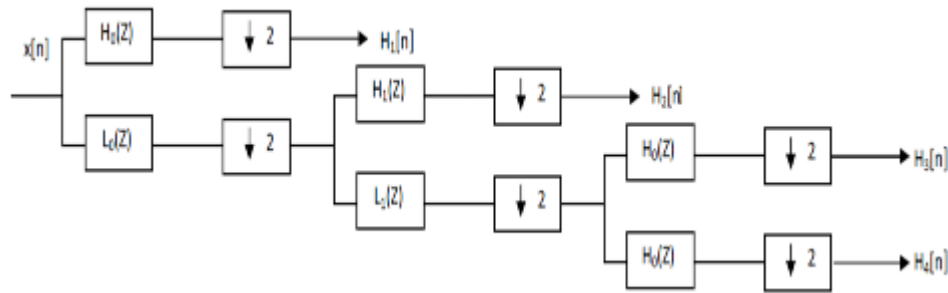 x[n] H₀(Z) 2 H₁[n]
L₀(Z) 2 H₁(Z) 2 H₂[n
L₁(Z) 2 H₀(Z) 2 H₃[n]
H₀(Z) 2 H₄[n]